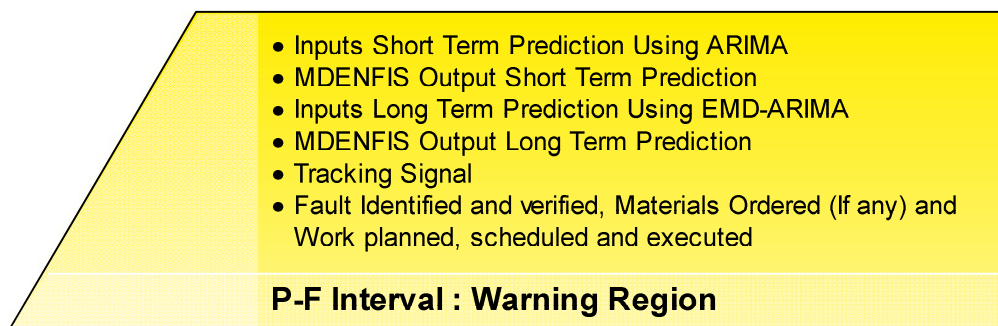 • Inputs Short Term Prediction Using ARIMA
• MDENFIS Output Short Term Prediction
• Inputs Long Term Prediction Using EMD-ARIMA
• MDENFIS Output Long Term Prediction
• Tracking Signal
• Fault Identified and verified, Materials Ordered (If any) and
Work planned, scheduled and executed
P-F Interval : Warning Region